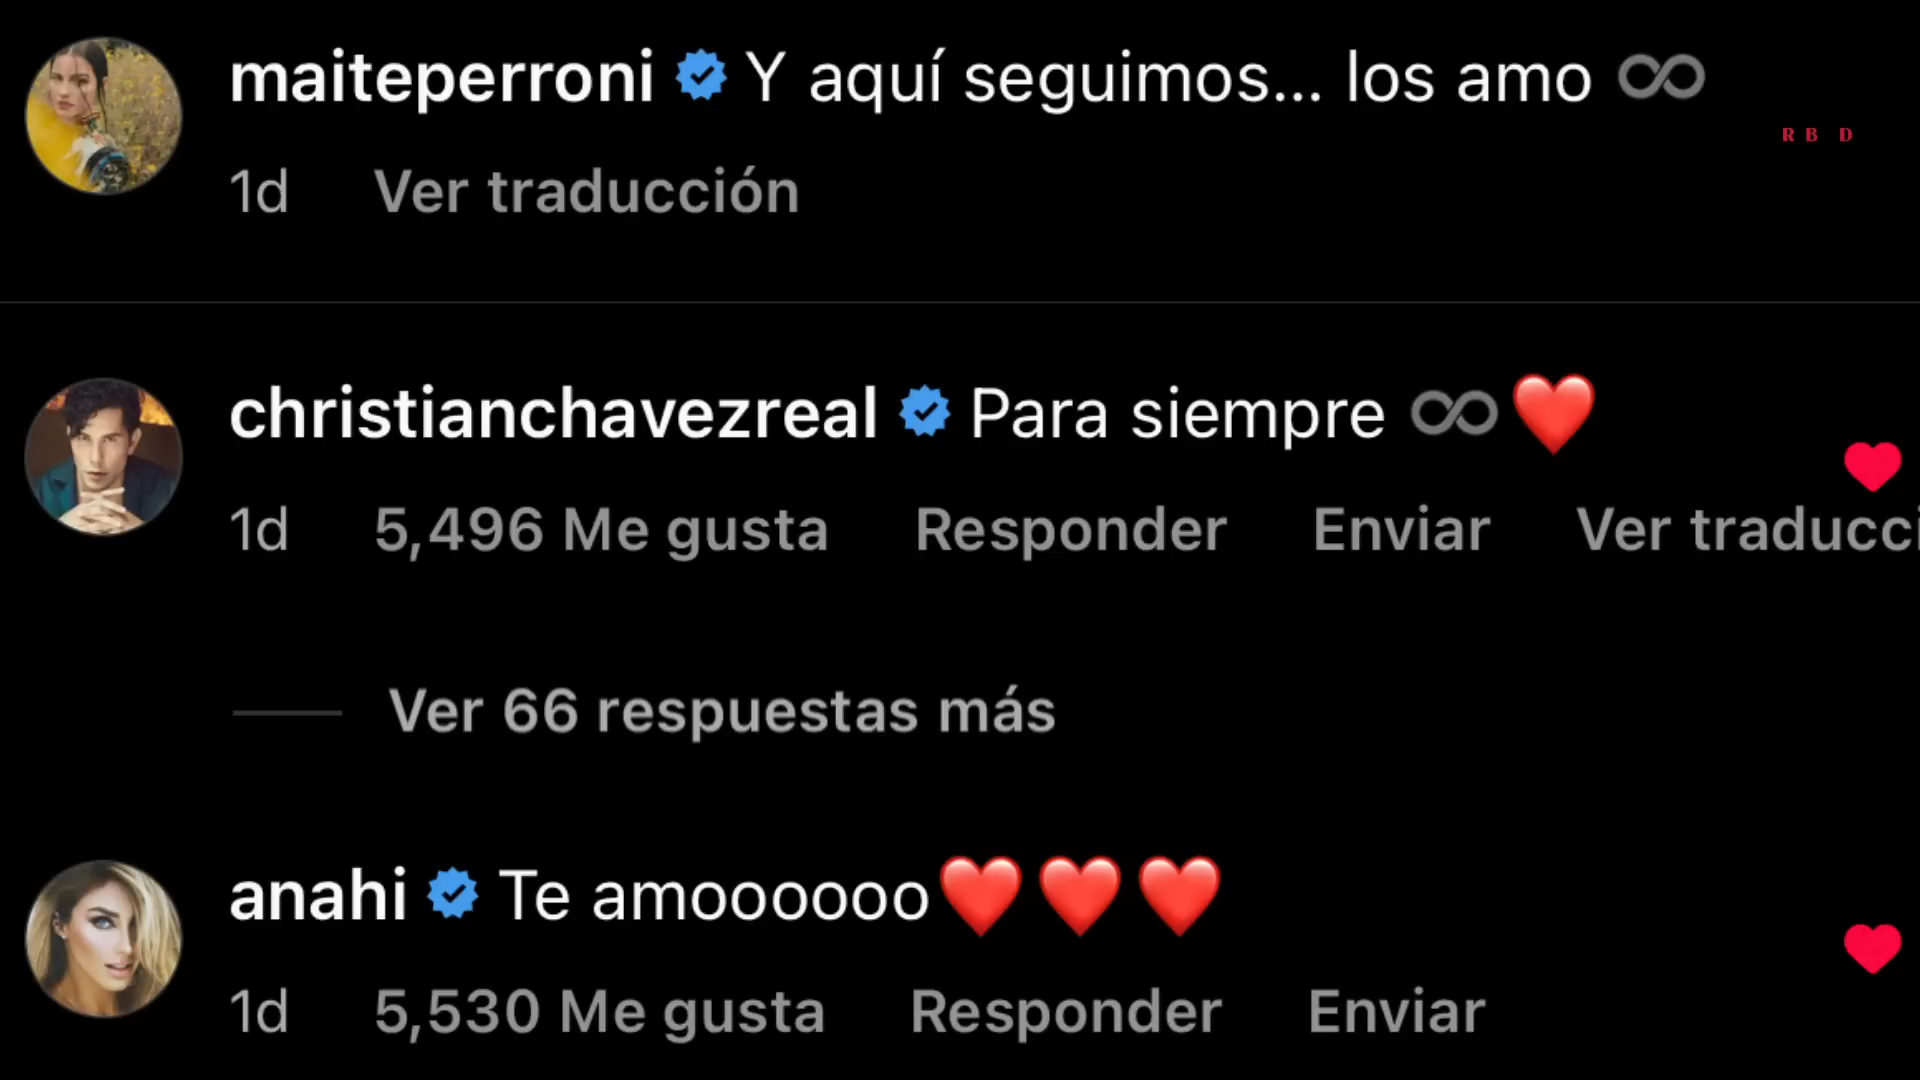 maiteperroni Y aquí seguimos... los amo ∞
R B D
1d Ver traducción
christianchavezreal Para siempre ∞❤️
1d 5,496 Me gusta Responder Enviar Ver traducci
Ver 66 respuestas más
anahi Te amoooooo❤️❤️❤️
1d 5,530 Me gusta Responder Enviar